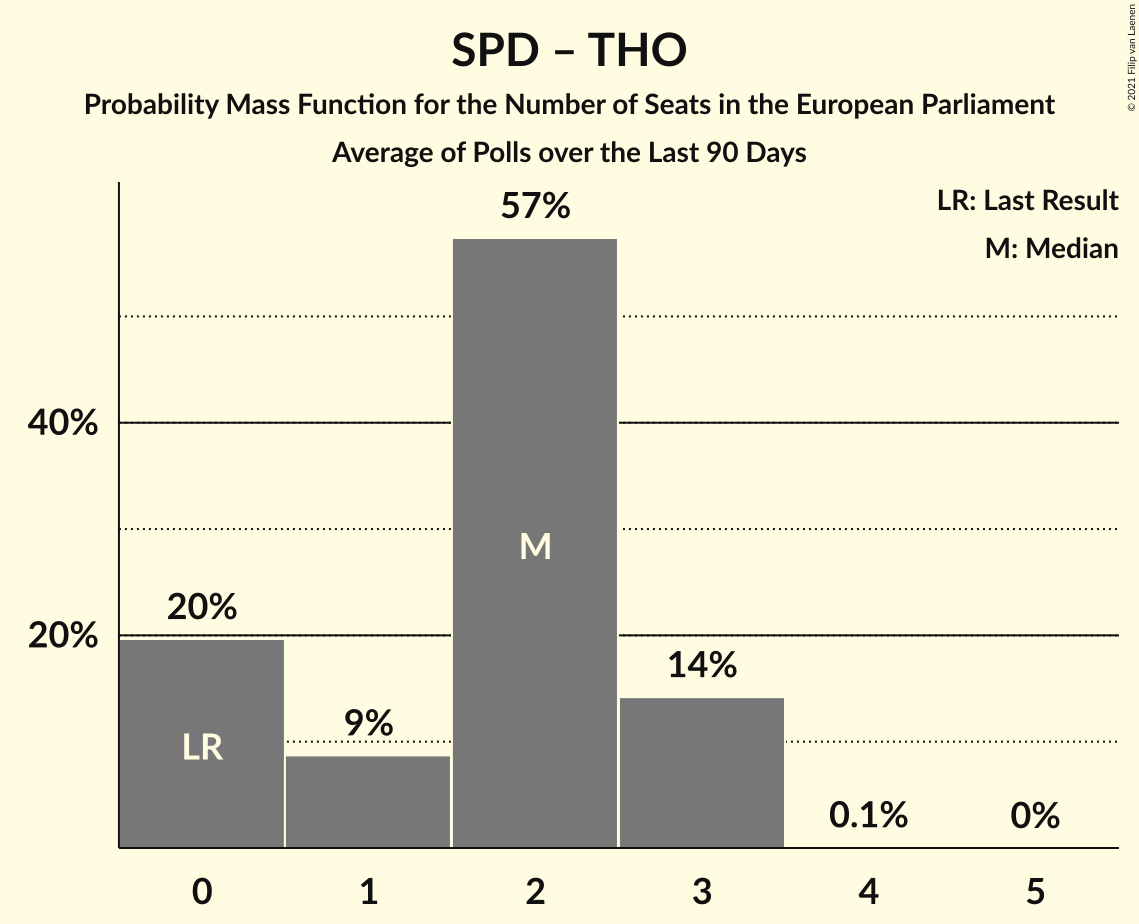 SPD – THO
Probability Mass Function for the Number of Seats in the European Parliament
Average of Polls over the Last 90 Days
© 2021 Filip van Laenen
LR: Last Result
M: Median
57%
40%
M
20%
20%
14%
9%
LR
0.1%
0%
0 1 2 3 4 5